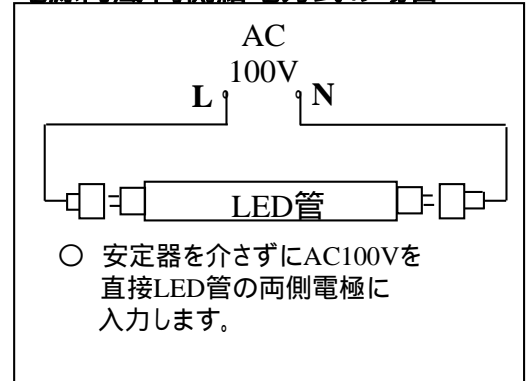 AC
100V
L N
LED管
○ 安定器を介さずにAC100Vを
直接LED管の両側電極に
入力します。